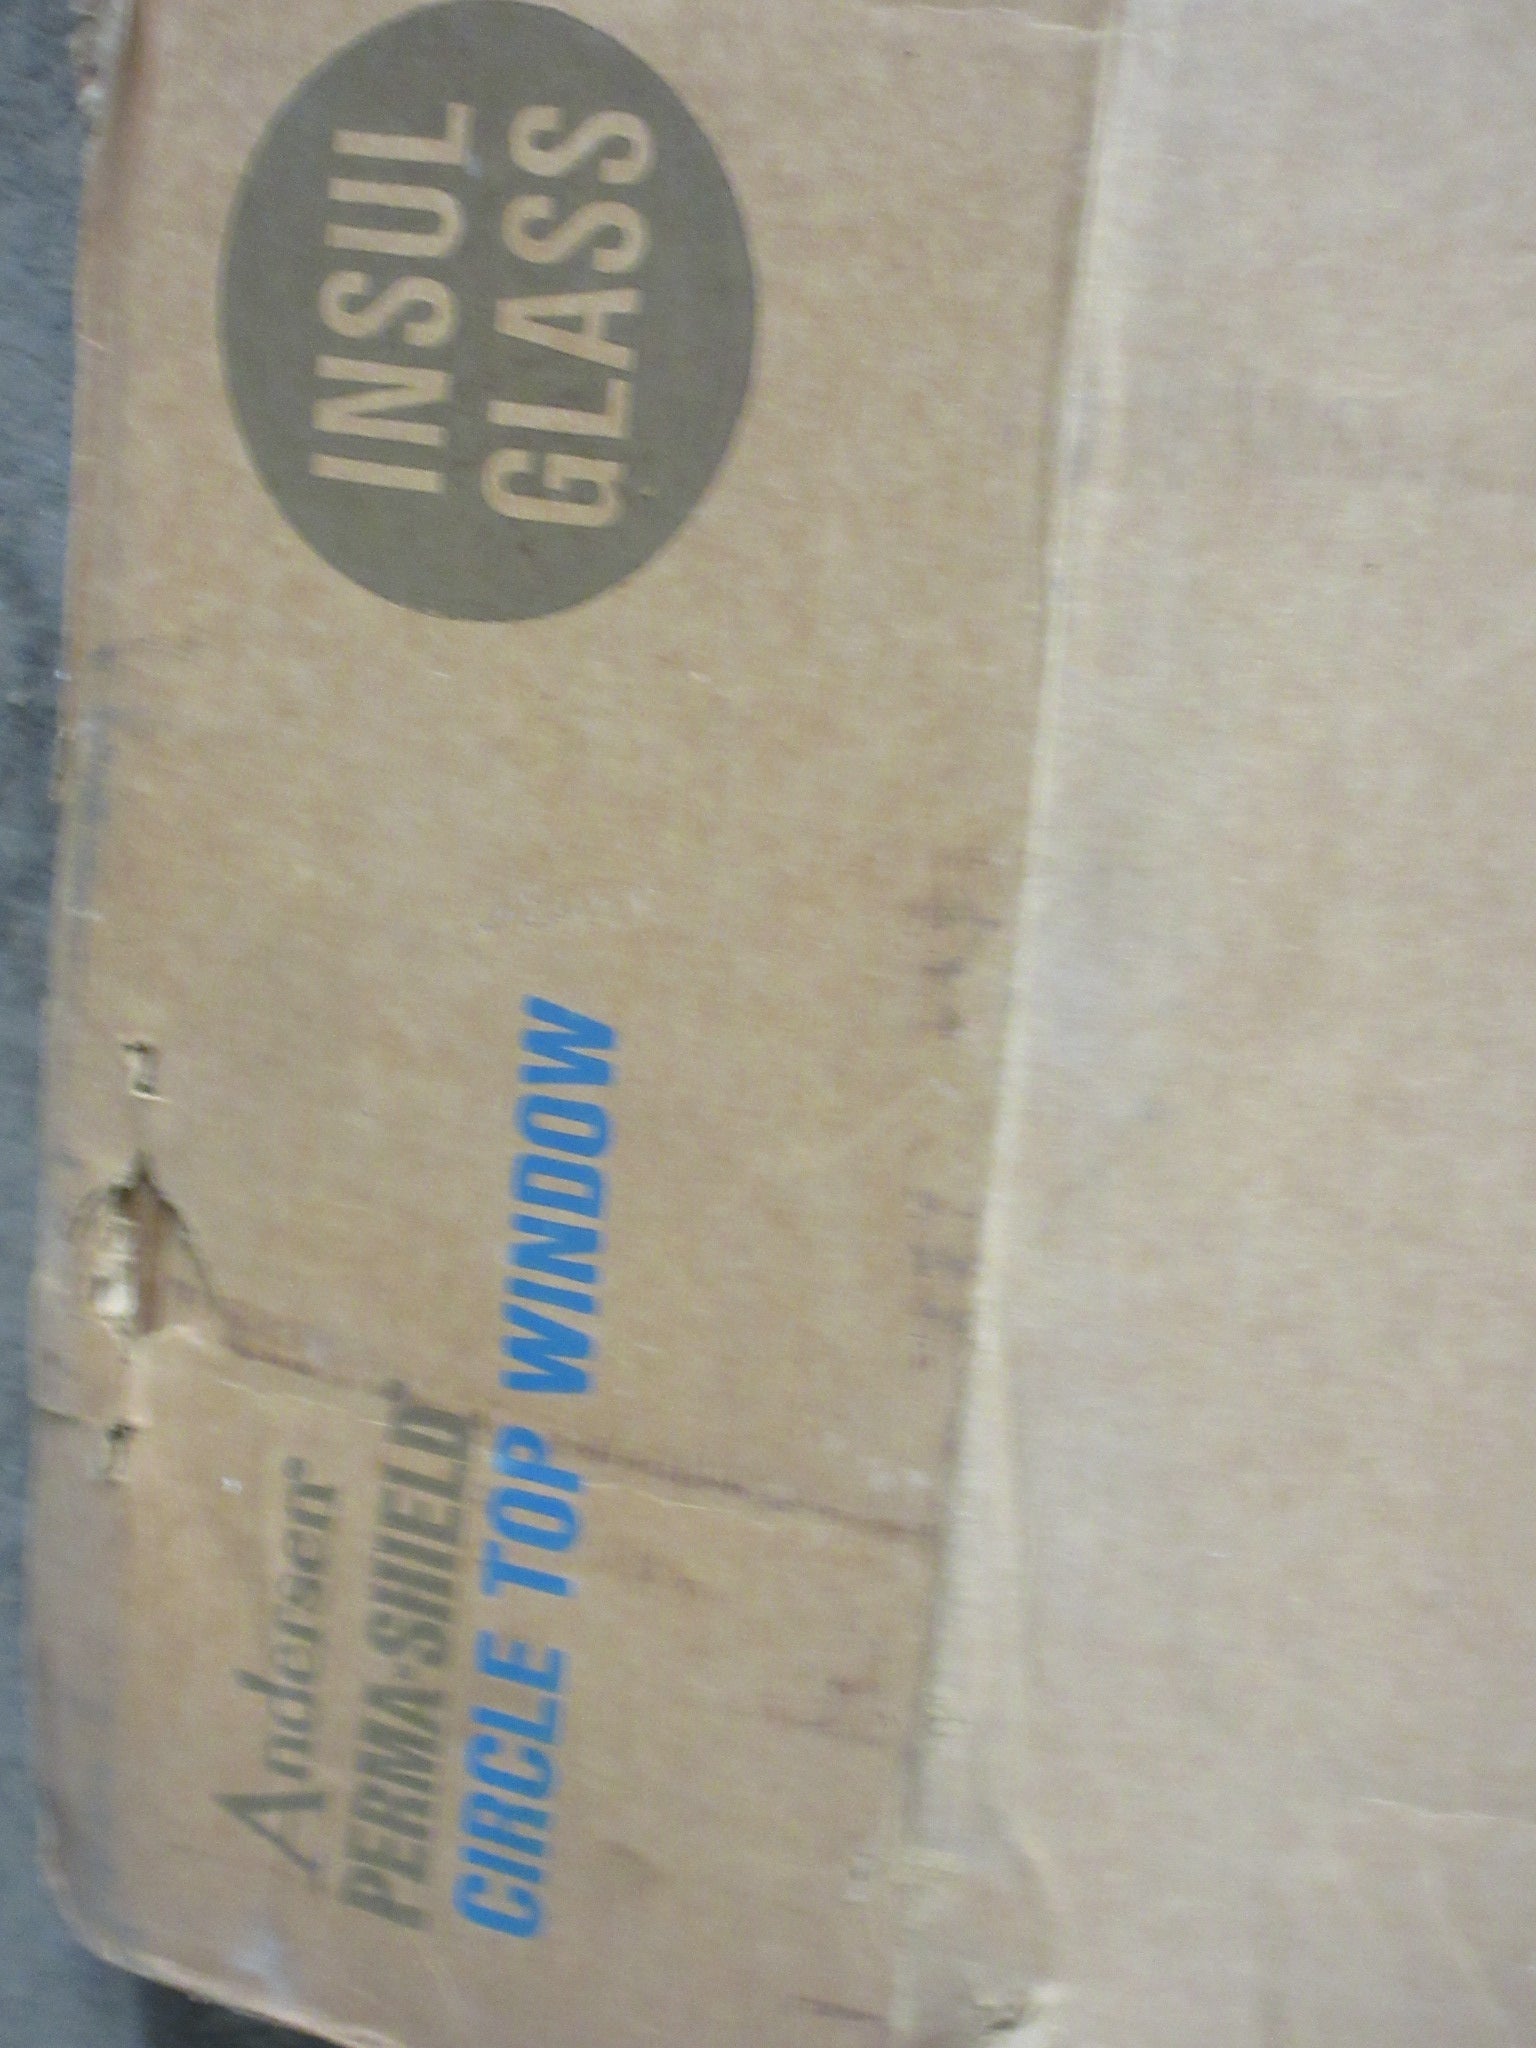 Andersen®
PERMA-SHIELD®
CIRCLE TOP WINDOW
INSUL
GLASS